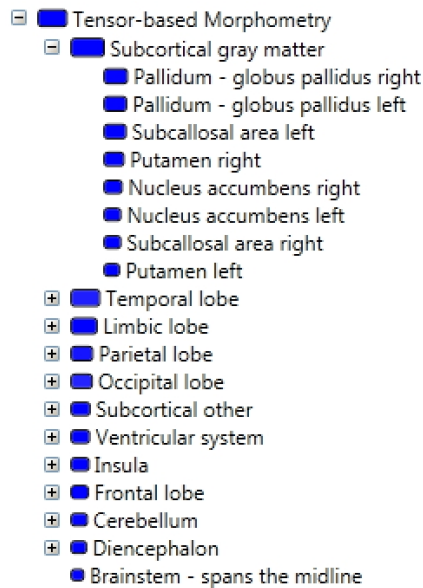 Tensor-based Morphometry
Subcortical gray matter
Pallidum - globus pallidus right
Pallidum - globus pallidus left
Subcallosal area left
Putamen right
Nucleus accumbens right
Nucleus accumbens left
Subcallosal area right
Putamen left
Temporal lobe
Limbic lobe
Parietal lobe
Occipital lobe
Subcortical other
Ventricular system
Insula
Frontal lobe
Cerebellum
Diencephalon
Brainstem - spans the midline